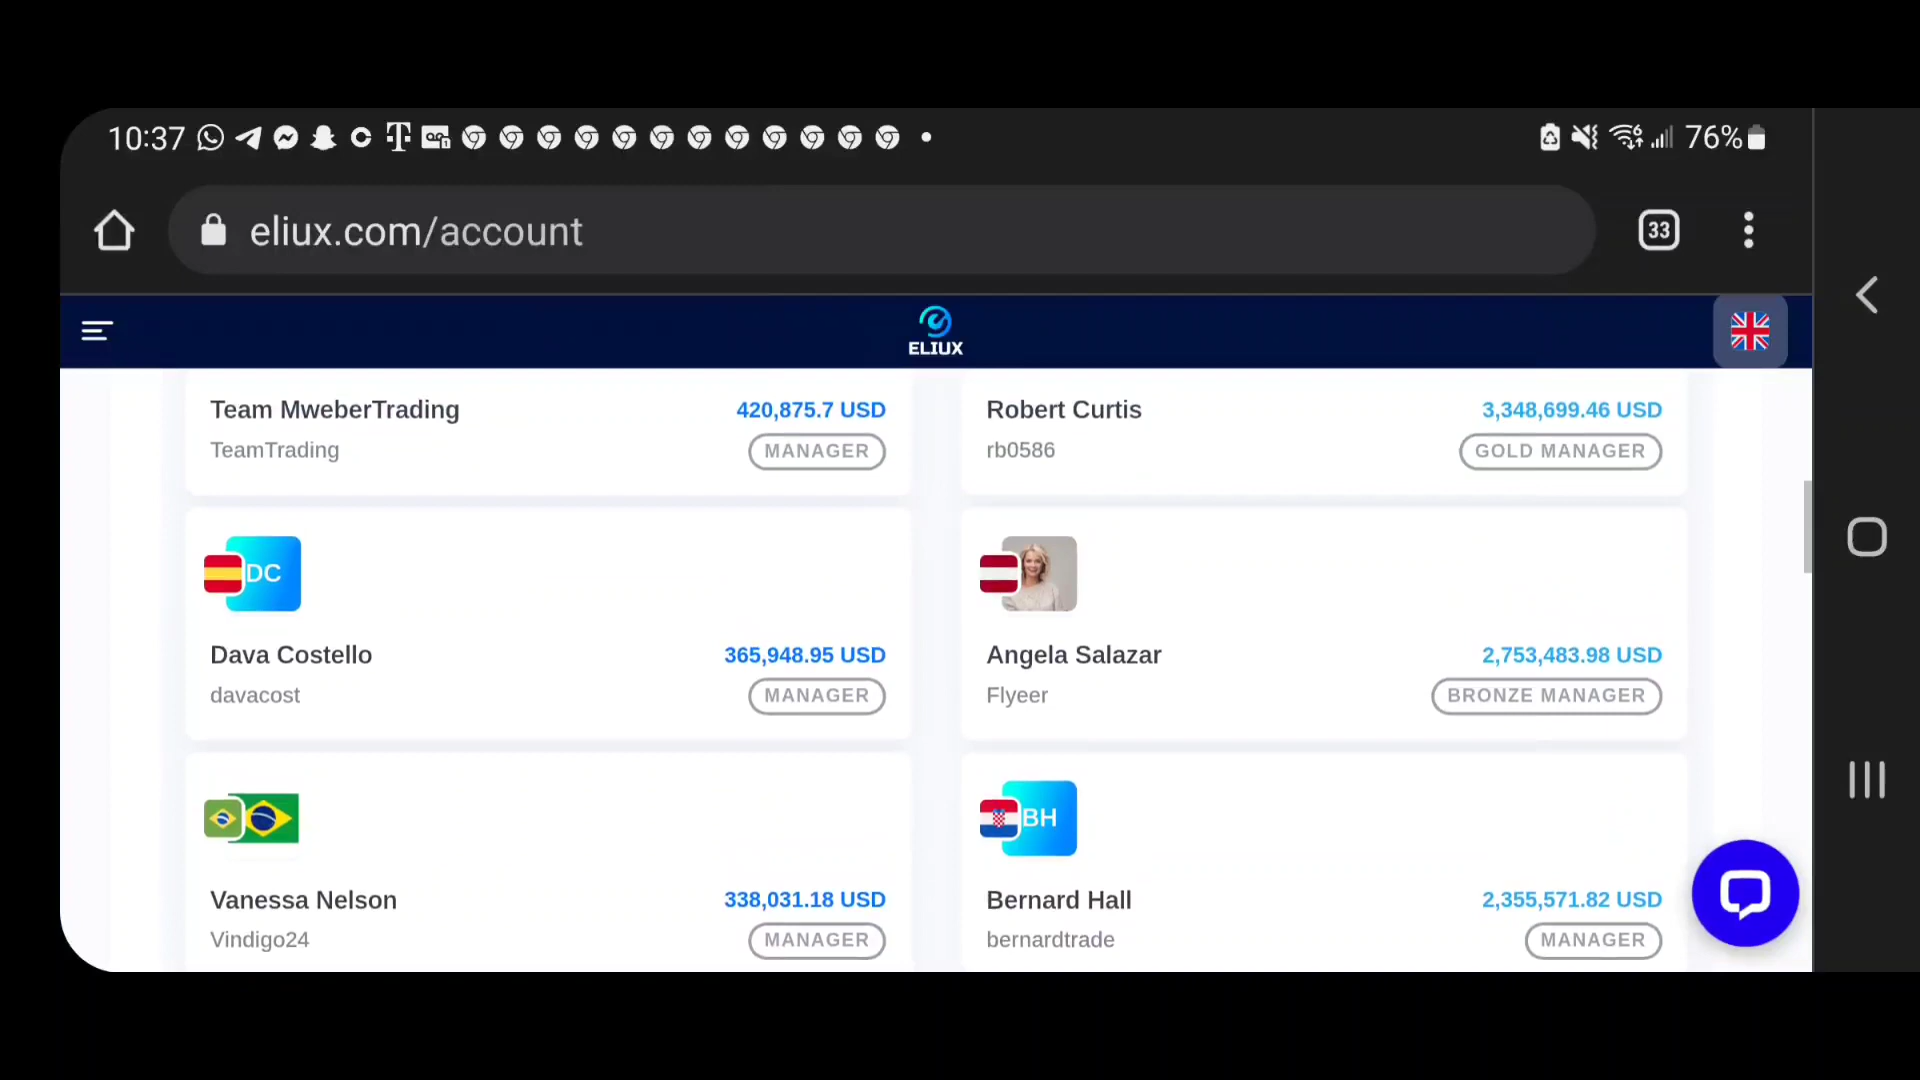 10:37
76%
eliux.com/account
33
ELIUX
Team MweberTrading
420,875.7 USD
TeamTrading
MANAGER
Robert Curtis
3,348,699.46 USD
rb0586
GOLD MANAGER
DC
Dava Costello
365,948.95 USD
davacost
MANAGER
Angela Salazar
2,753,483.98 USD
Flyeer
BRONZE MANAGER
Vanessa Nelson
338,031.18 USD
Vindigo24
MANAGER
BH
Bernard Hall
2,355,571.82 USD
bernardtrade
MANAGER